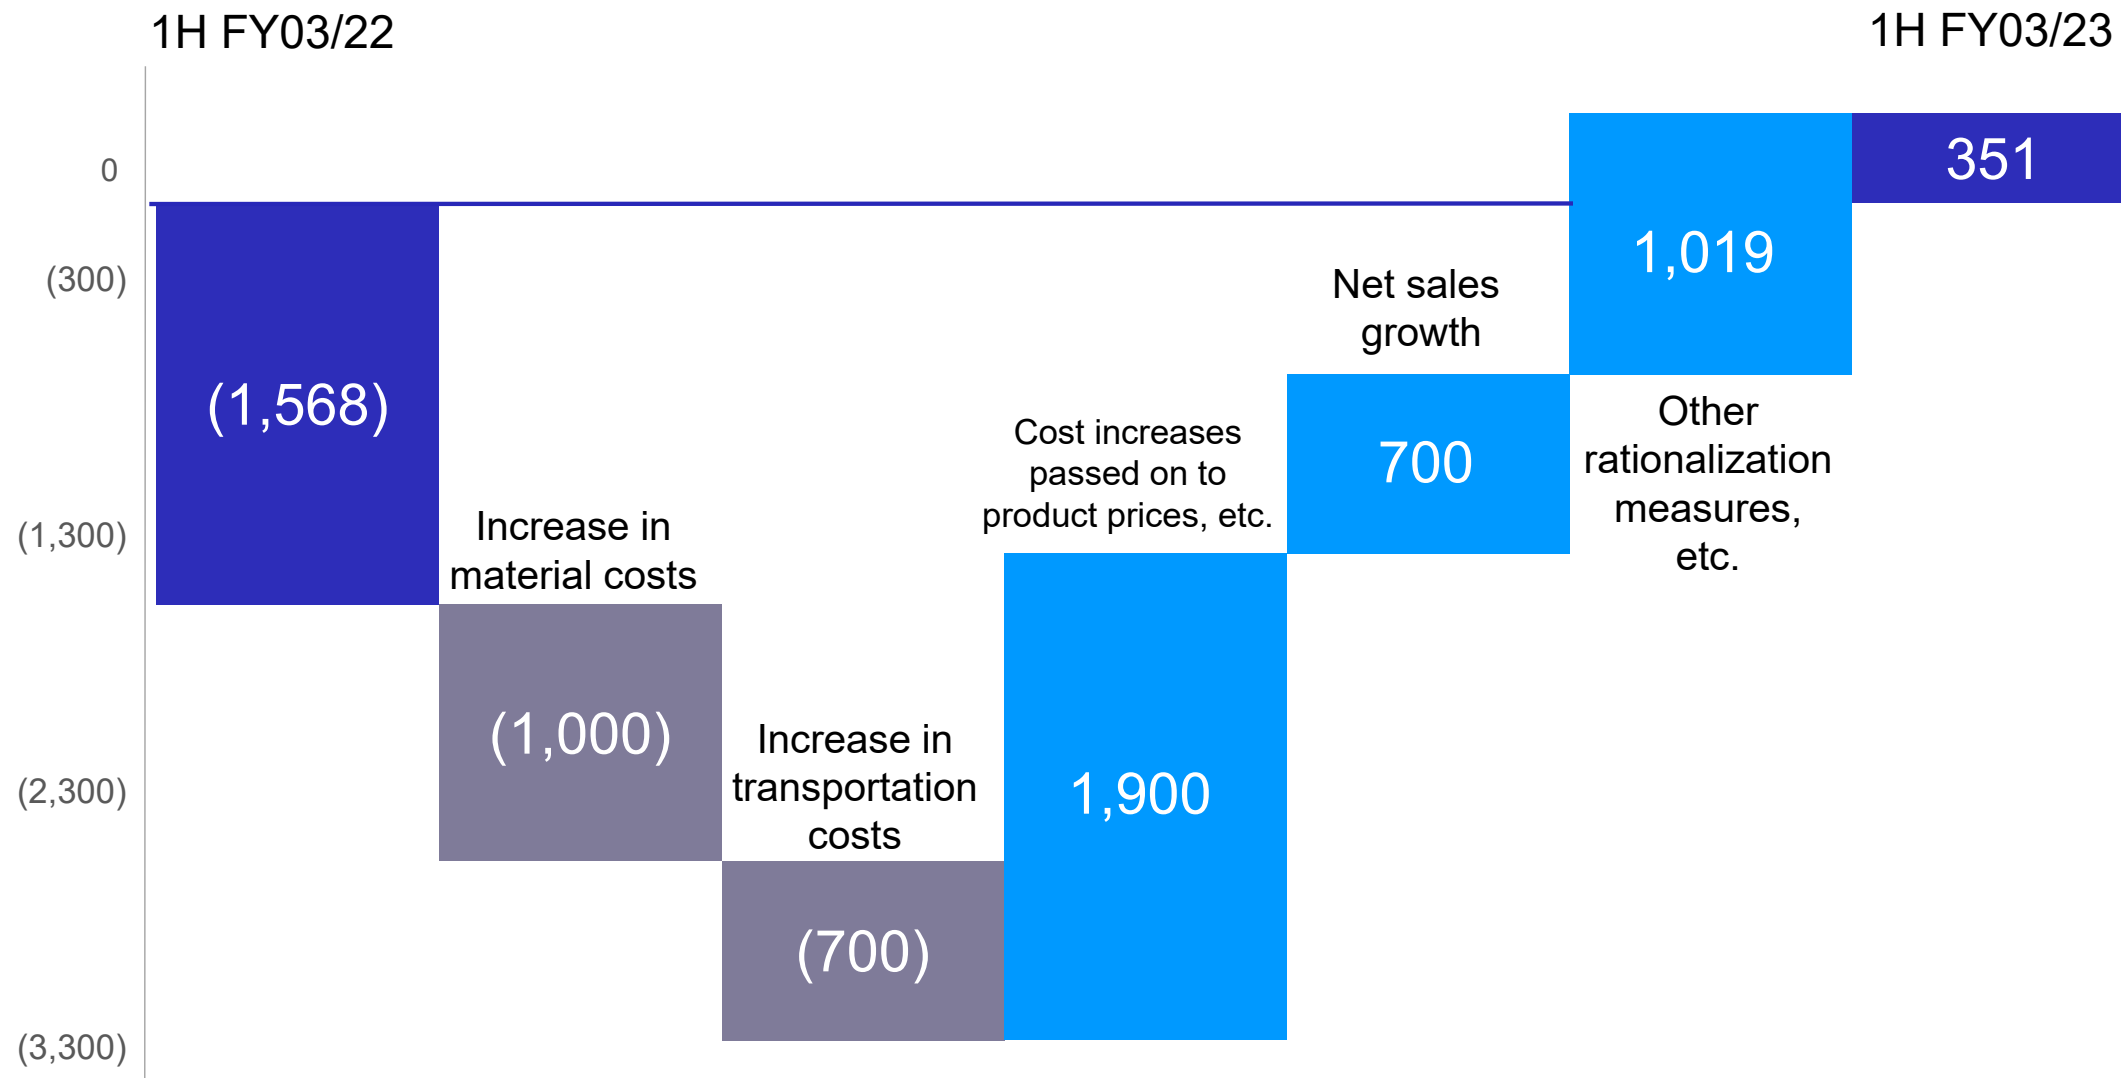 1H FY03/22
1H FY03/23
0
(300)
(1,300)
(2,300)
(3,300)
(1,568)
Increase in
material costs
(1,000)
Increase in
transportation
costs
(700)
Cost increases
passed on to
product prices, etc.
1,900
Net sales
growth
700
1,019
Other
rationalization
measures,
etc.
351